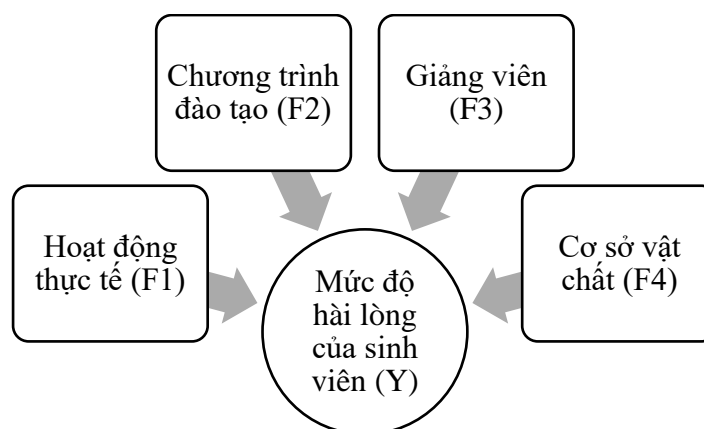 Chương trình
đào tạo (F2)
Giảng viên
(F3)
Hoạt động
thực tế (F1)
Cơ sở vật
chất (F4)
Mức độ
hài lòng
của sinh
viên (Y)